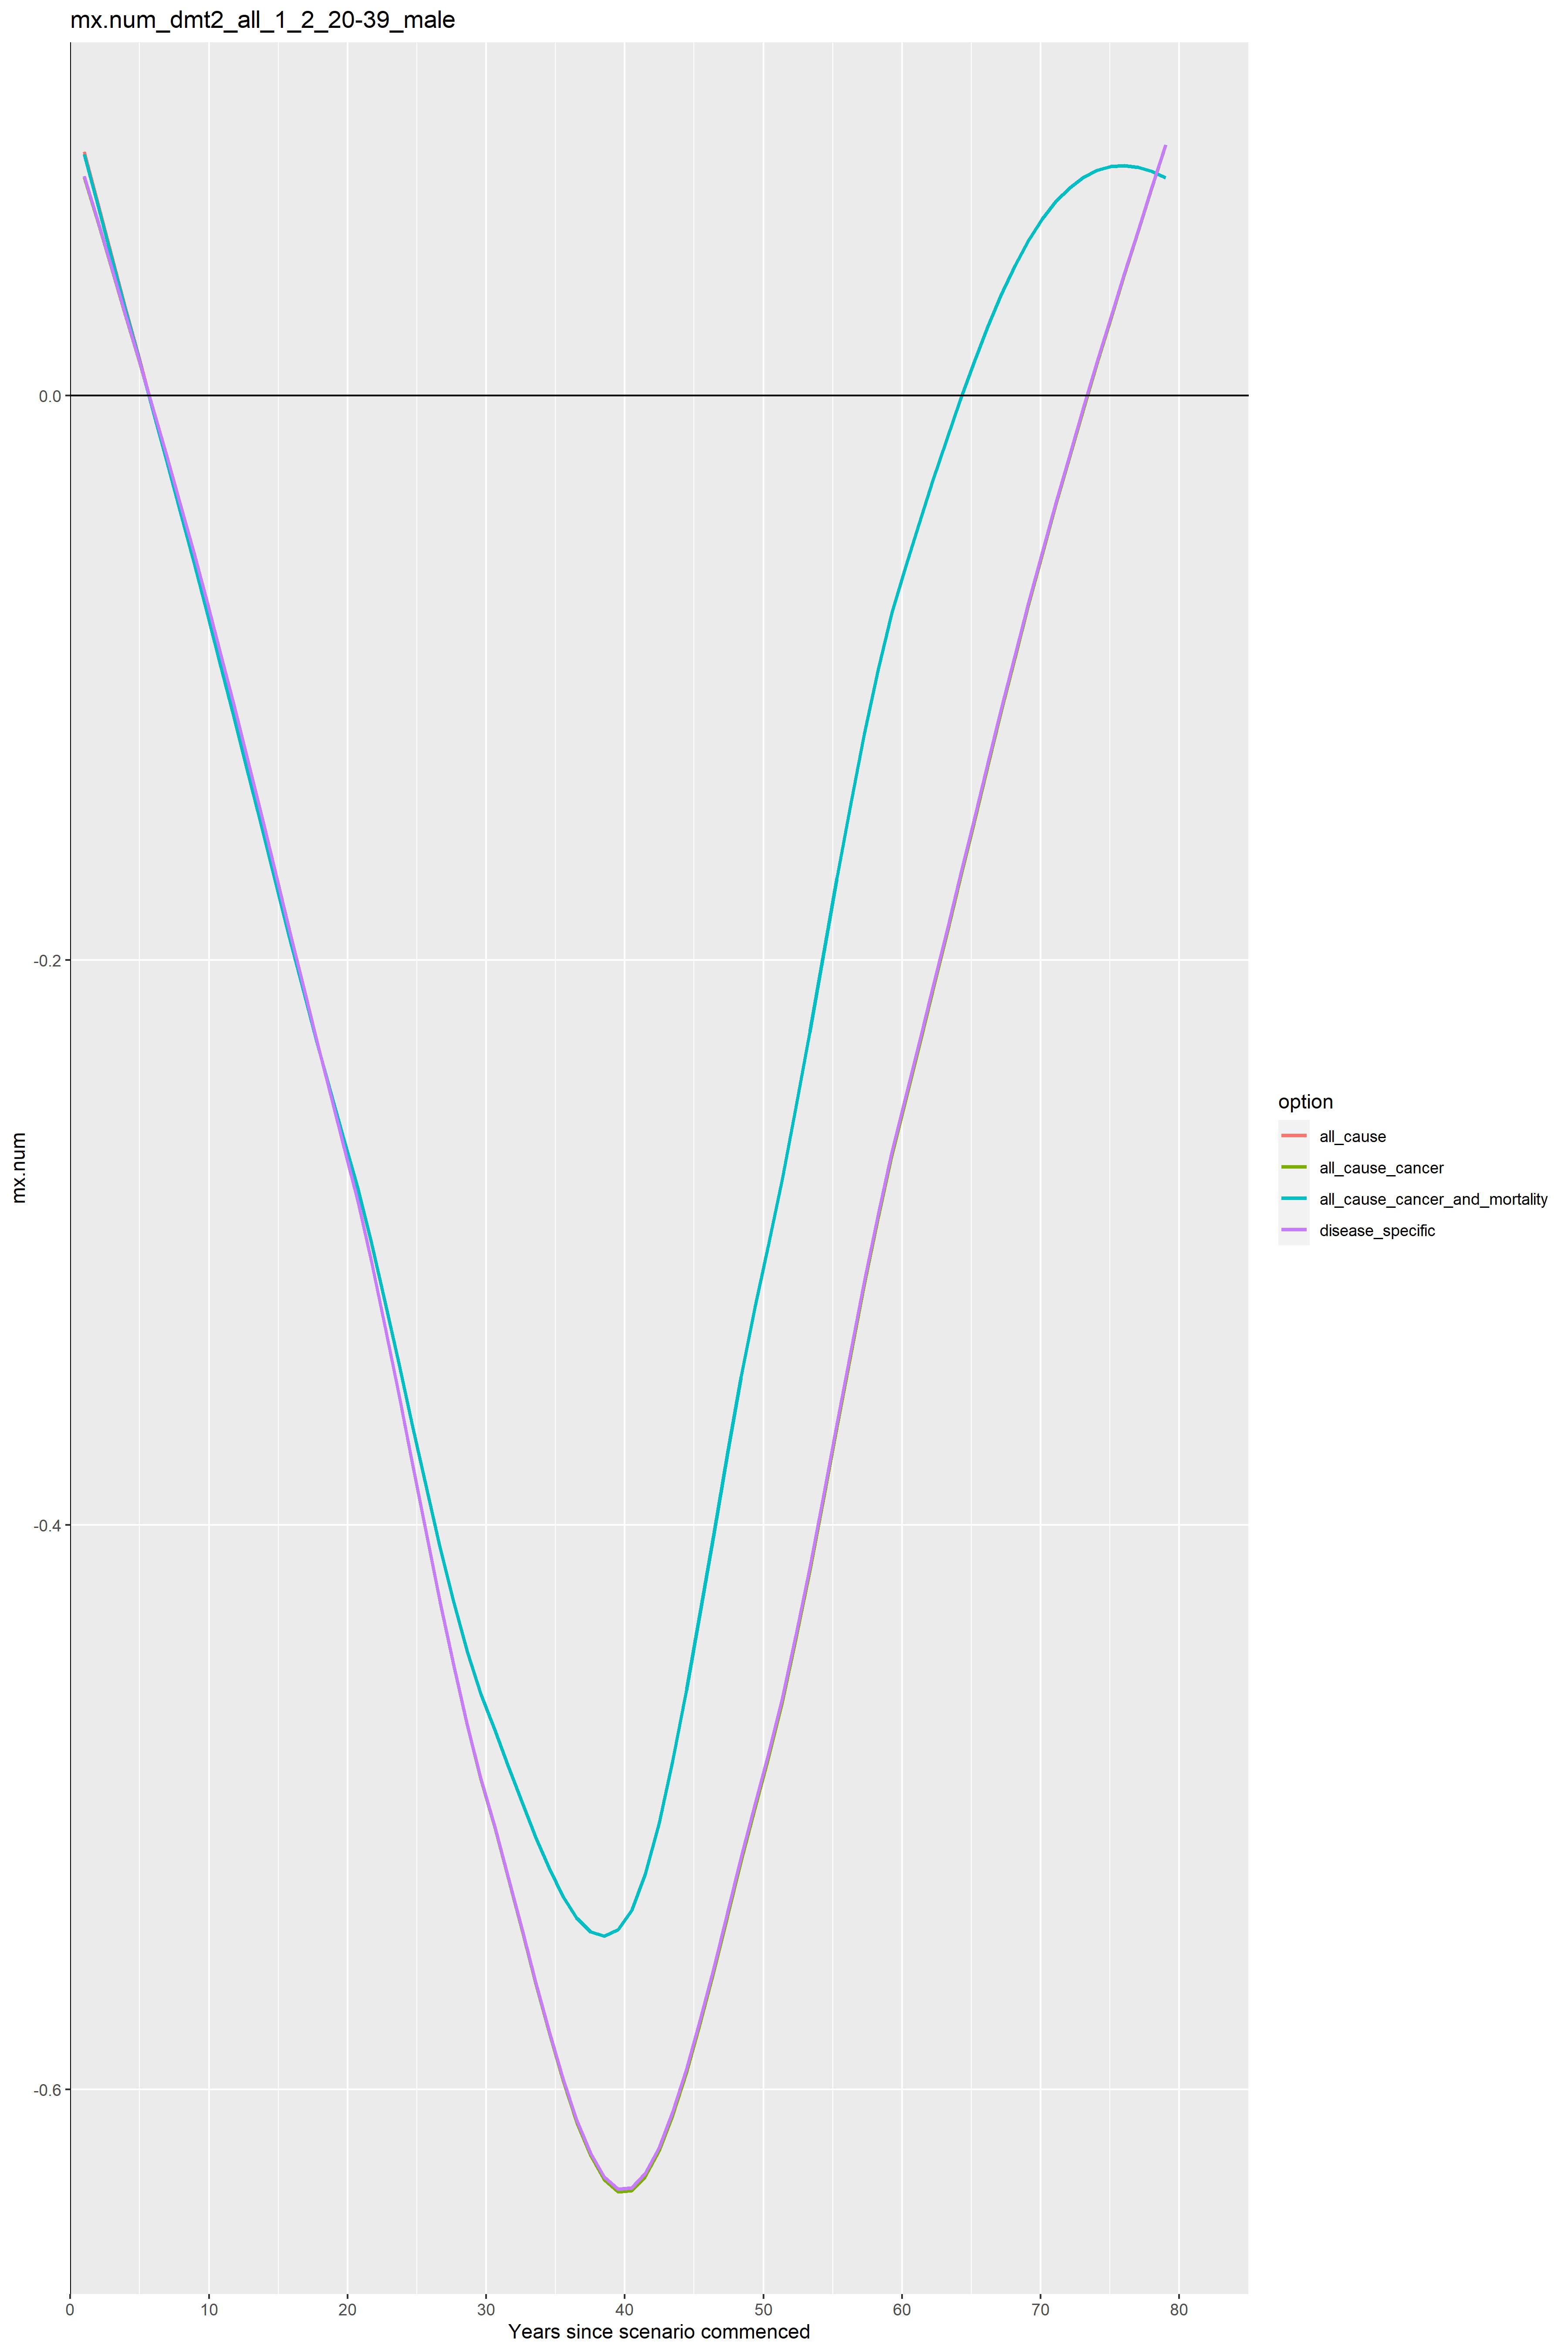 mx.num_dmt2_all_1_2_20-39_male
mx.num
0.0
-0.2
-0.4
-0.6
0 10 20 30 40 50 60 70 80
Years since scenario commenced
option
all_cause
all_cause_cancer
all_cause_cancer_and_mortality
disease_specific